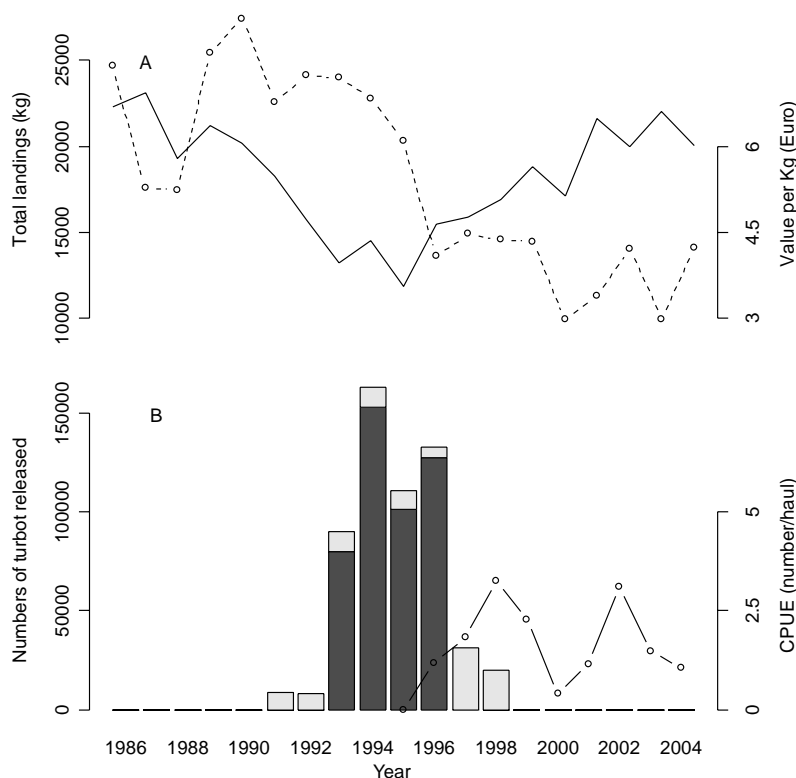 A
Total landings (kg)
25000
20000
15000
10000
Value per Kg (Euro)
6
4.5
3
B
Numbers of turbot released
150000
100000
50000
0
CPUE (number/haul)
5
2.5
0
1986 1988 1990 1992 1994 1996 1998 2000 2002 2004
Year